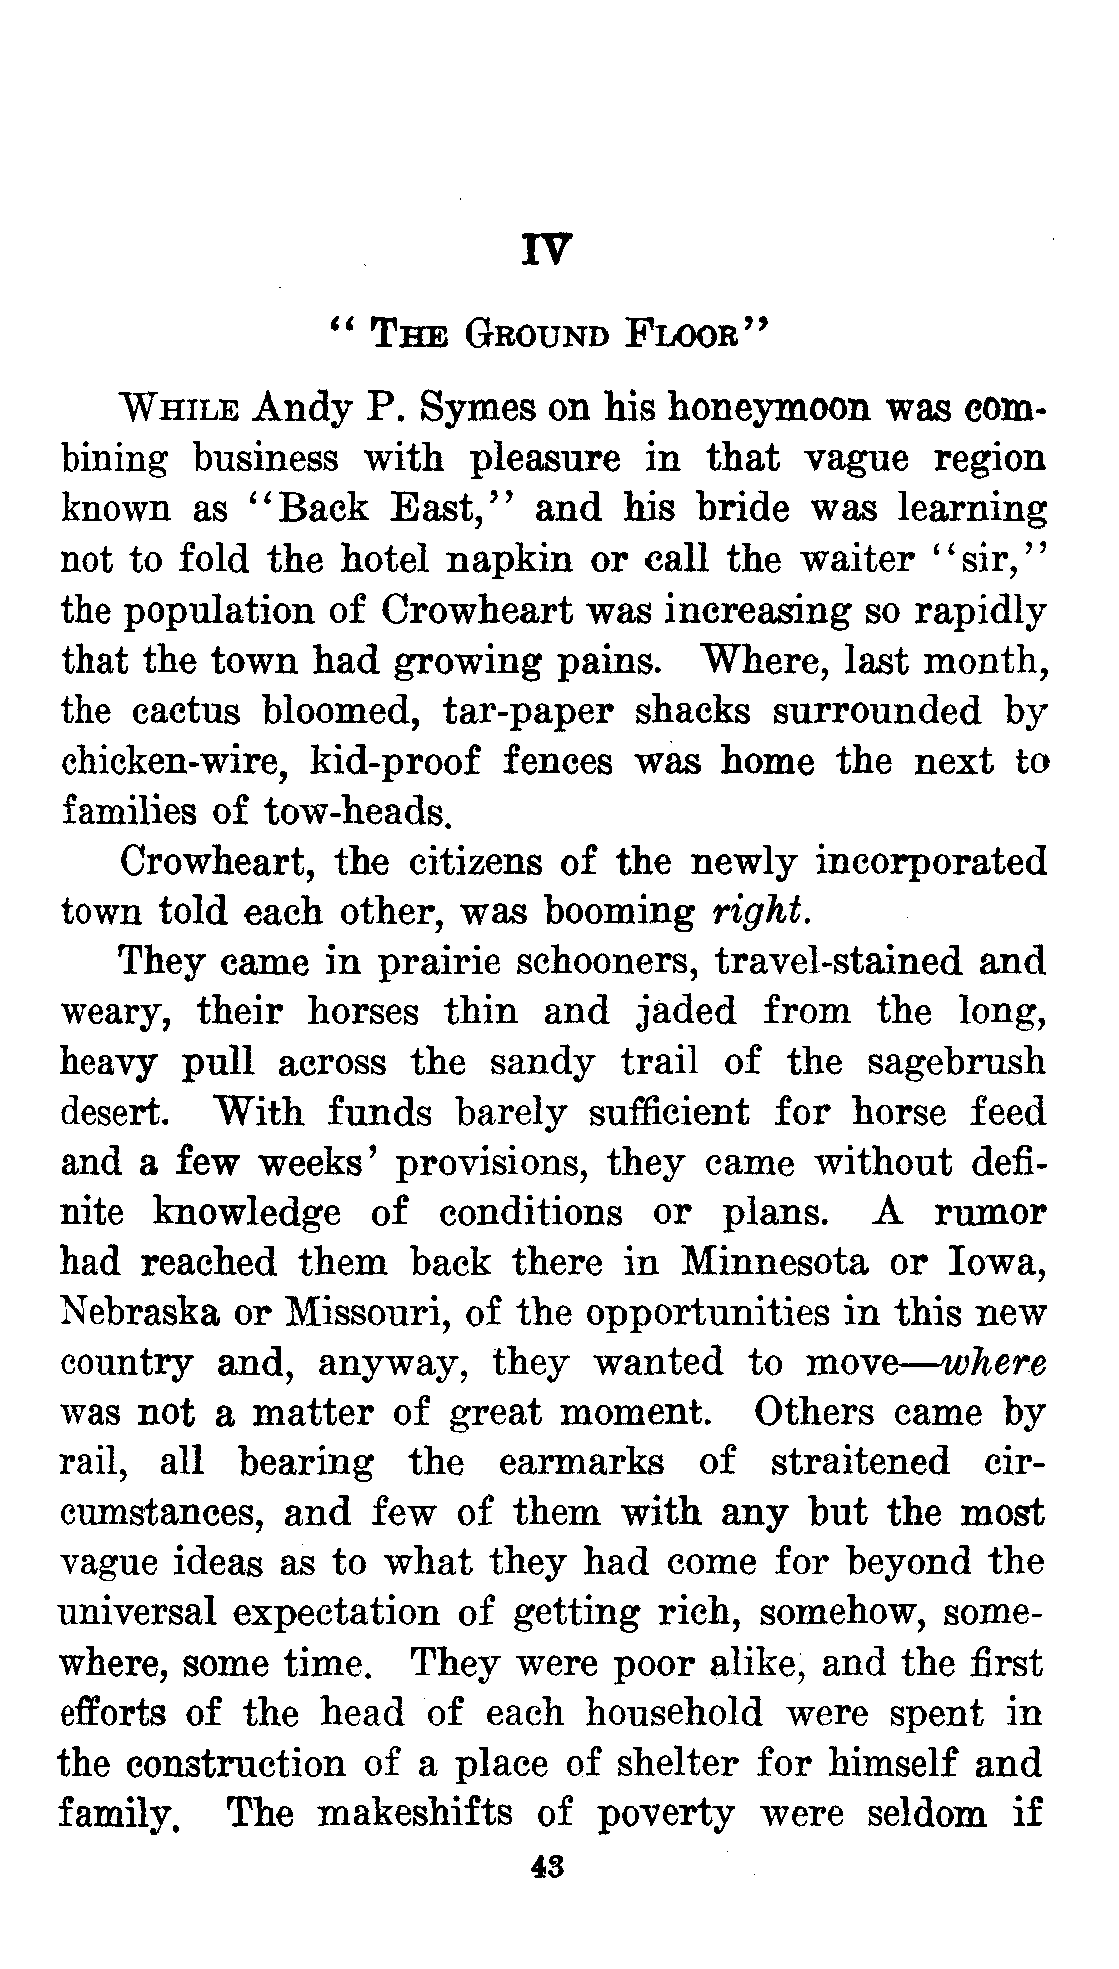 IV
“ The Ground Floor”
While Andy P. Symes on his honeymoon was com-
bining business with pleasure in that vague region
known as “Back East,” and his bride was learning
not to fold the hotel napkin or call the waiter “sir,”
the population of Crowheart was increasing so rapidly
that the town had growing pains. Where, last month,
the cactus bloomed, tar-paper shacks surrounded by
chicken-wire, kid-proof fences was home the next to
families of tow-heads.
Crowheart, the citizens of the newly incorporated
town told each other, was booming right.
They came in prairie schooners, travel-stained and
weary, their horses thin and jaded from the long,
heavy pull across the sandy trail of the sagebrush
desert. With funds barely sufficient for horse feed
and a few weeks’ provisions, they came without defi-
nite knowledge of conditions or plans. A rumor
had reached them back there in Minnesota or Iowa,
Nebraska or Missouri, of the opportunities in this new
country and, anyway, they wanted to move—where
was not a matter of great moment. Others came by
rail, all bearing the earmarks of straitened cir-
cumstances, and few of them with any but the most
vague ideas as to what they had come for beyond the
universal expectation of getting rich, somehow, some-
where, some time. They were poor alike, and the first
efforts of the head of each household were spent in
the construction of a place of shelter for himself and
family. The makeshifts of poverty were seldom if
43